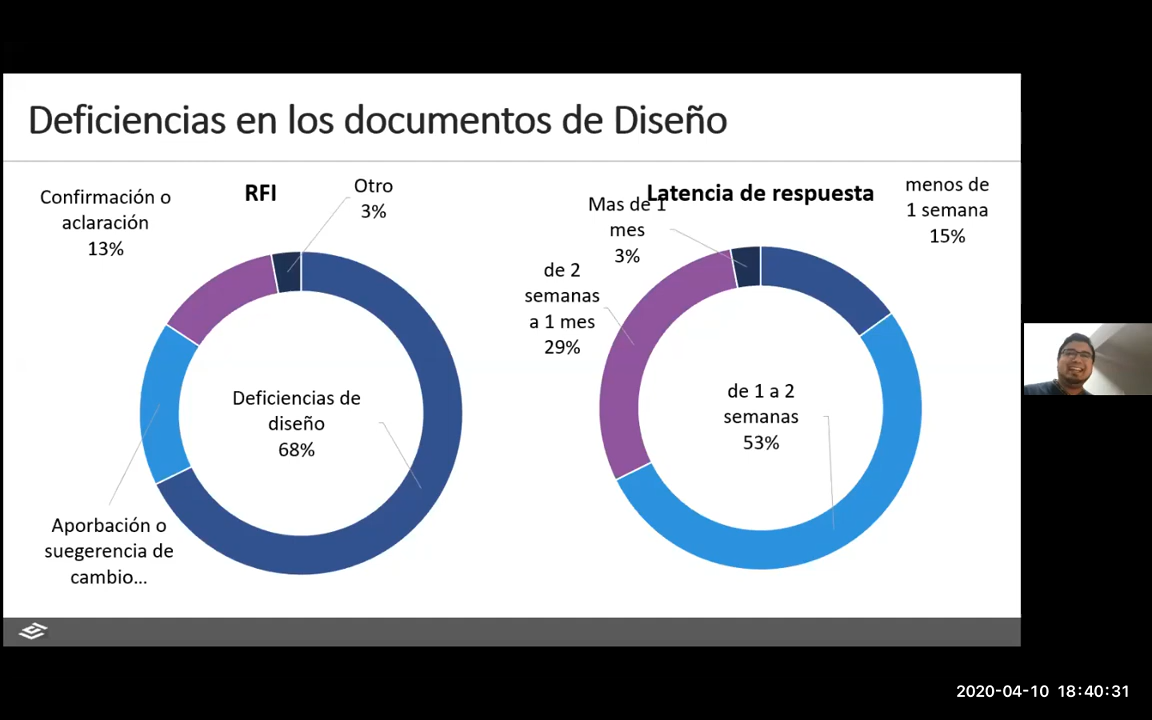 Deficiencias en los documentos de Diseño
RFI
Confirmación o
aclaración
13%
Otro
3%
Deficiencias de
diseño
68%
Aporbación o
suegerencia de
cambio...
Latencia de respuesta
Mas de 1
mes
3%
menos de
1 semana
15%
de 2
semanas
a 1 mes
29%
de 1 a 2
semanas
53%
2020-04-10 18:40:31